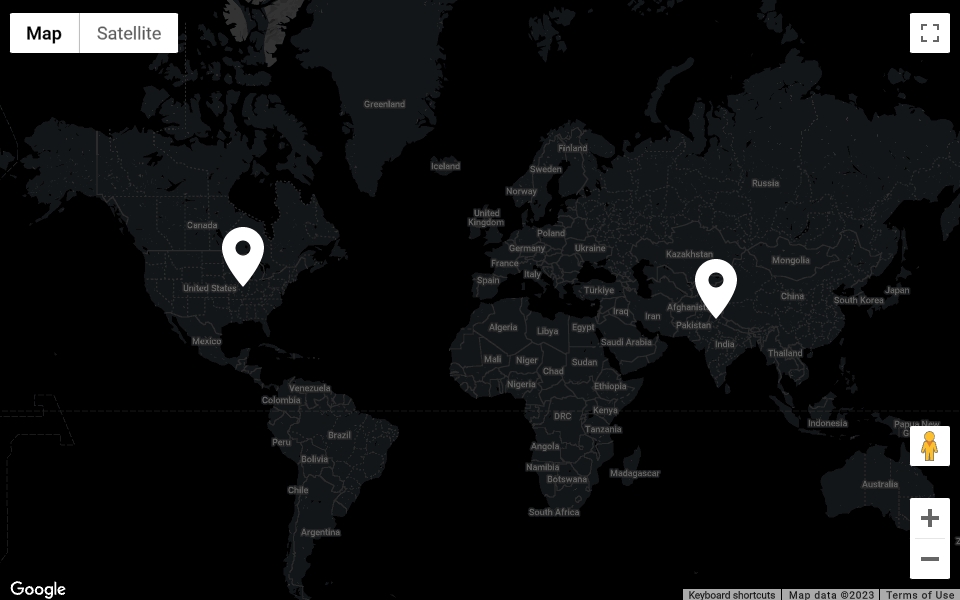 Map
Satellite
Greenland
Iceland
Finland
Sweden
Norway
Russia
United
Kingdom
Canada
Poland
Germany
Ukraine
France
Kazakhstan
Mongolia
Italy
Spain
United States
Türkiye
China
Japan
South Korea
Afghanist
Iraq
Iran
Pakistan
Algeria
Libya
Egypt
Mexico
Saudi Arabia
India
Thailand
Mali
Niger
Sudan
Chad
Nigeria
Ethiopia
Venezuela
Colombia
Kenya
DRC
Indonesia
Papua New
G
Tanzania
Brazil
Peru
Angola
Bolivia
Namibia
Madagascar
Botswana
Chile
Australia
South Africa
Argentina
Google
Keyboard shortcuts
Map data ©2023
Terms of Use